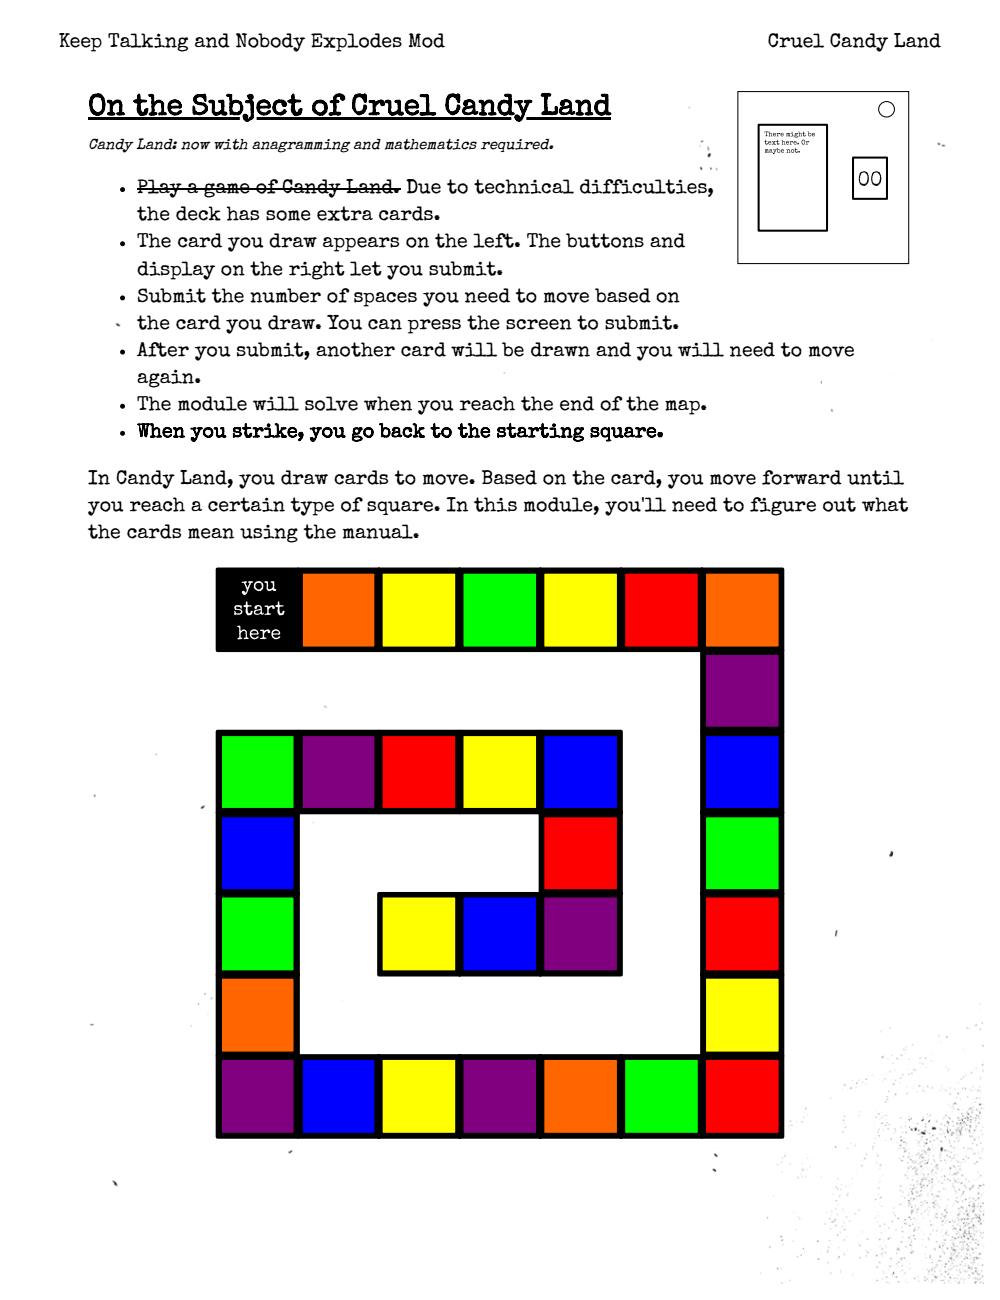 Keep Talking and Nobody Explodes Mod
Cruel Candy Land
On the Subject of Cruel Candy Land
Candy Land: now with anagramming and mathematics required.
There might be
text here. Or
maybe not.
00
• Play a game of Candy Land. Due to technical difficulties,
the deck has some extra cards.
• The card you draw appears on the left. The buttons and
display on the right let you submit.
• Submit the number of spaces you need to move based on
the card you draw. You can press the screen to submit.
• After you submit, another card will be drawn and you will need to move
again.
• The module will solve when you reach the end of the map.
• When you strike, you go back to the starting square.
In Candy Land, you draw cards to move. Based on the card, you move forward until
you reach a certain type of square. In this module, you'll need to figure out what
the cards mean using the manual.
you
start
here